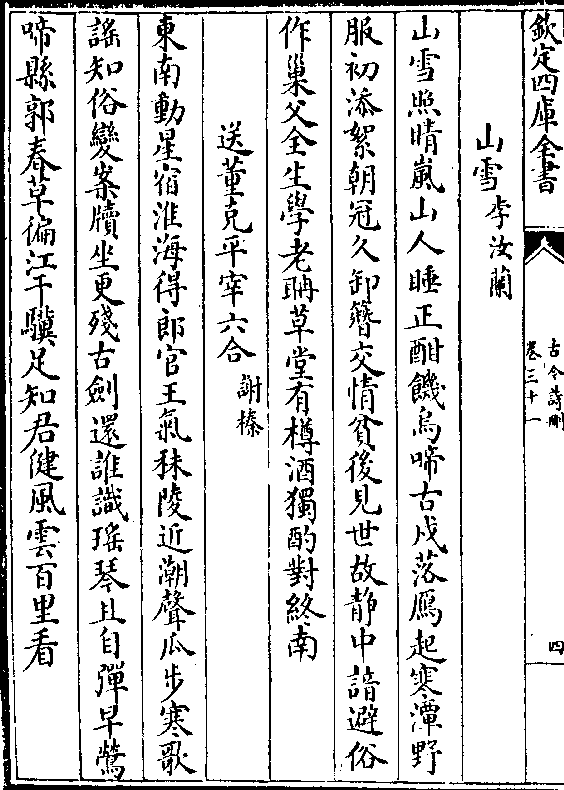 欽定四庫全書
古今詩刪
卷三十一
四
山雪 李汝蘭
山雪照晴嵐山人睡正酣饑烏啼古戍落鴈起寒潭野
服初添絮朝冠久卸簪交情貧後見世故静中諳避俗
作巢父全生學老聃草堂有樽酒獨酌對終南
送董克平宰六合 謝榛
東南動星宿淮海得郎官王氣秣陵近潮聲瓜步寒歌
謡知俗變案牘坐更殘古劍還誰識瑶琴且自彈早鶯
啼縣郭春草徧江干驥足知君健風雲百里看